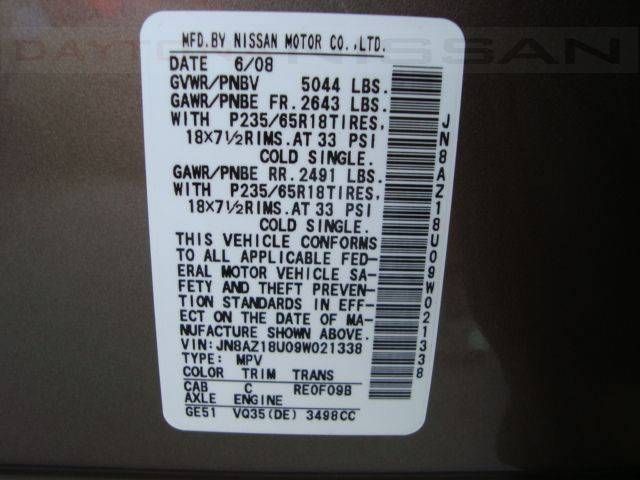 DAYTON NISSAN
MFD.BY NISSAN MOTOR CO.,LTD.
DATE 6/08
GVWR/PNBV 5044 LBS.
GAWR/PNBE FR.2643 LBS.
WITH P235/65R18TIRES,
18×7½RIMS.AT 33 PSI
COLD SINGLE.
GAWR/PNBE RR.2491 LBS.
WITH P235/65R18TIRES,
18×7½RIMS.AT 33 PSI
COLD SINGLE.
THIS VEHICLE CONFORMS
TO ALL APPLICABLE FED-
ERAL MOTOR VEHICLE SA-
FETY AND THEFT PREVEN-
TION STANDARDS IN EFF-
ECT ON THE DATE OF MA-
NUFACTURE SHOWN ABOVE.
VIN:JN8AZ18U09W021338
TYPE: MPV
COLOR TRIM TRANS
CAB C RE0F09B
AXLE ENGINE
GE51 VQ35(DE) 3498CC
JN8AZ18U09W021338